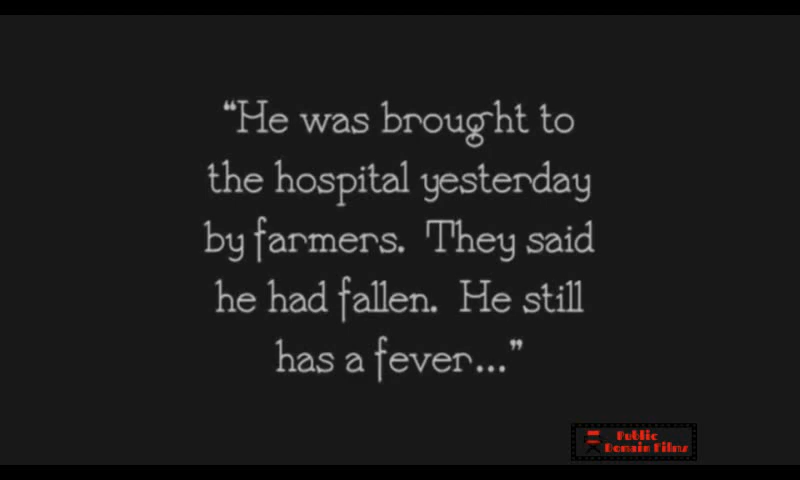 “He was brought to
the hospital yesterday
by farmers. They said
he had fallen. He still
has a fever...”
Public
Domain Films